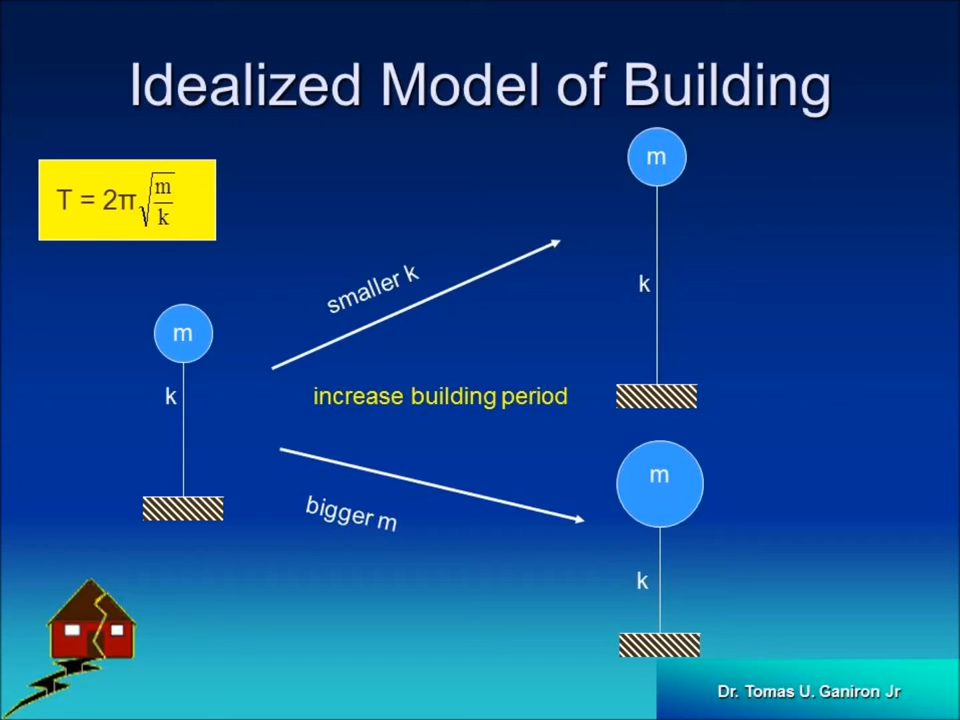 Idealized Model of Building
T = 2π√(m/k)
m
k
smaller k
m
k
increase building period
bigger m
m
k
Dr. Tomas U. Ganiron Jr